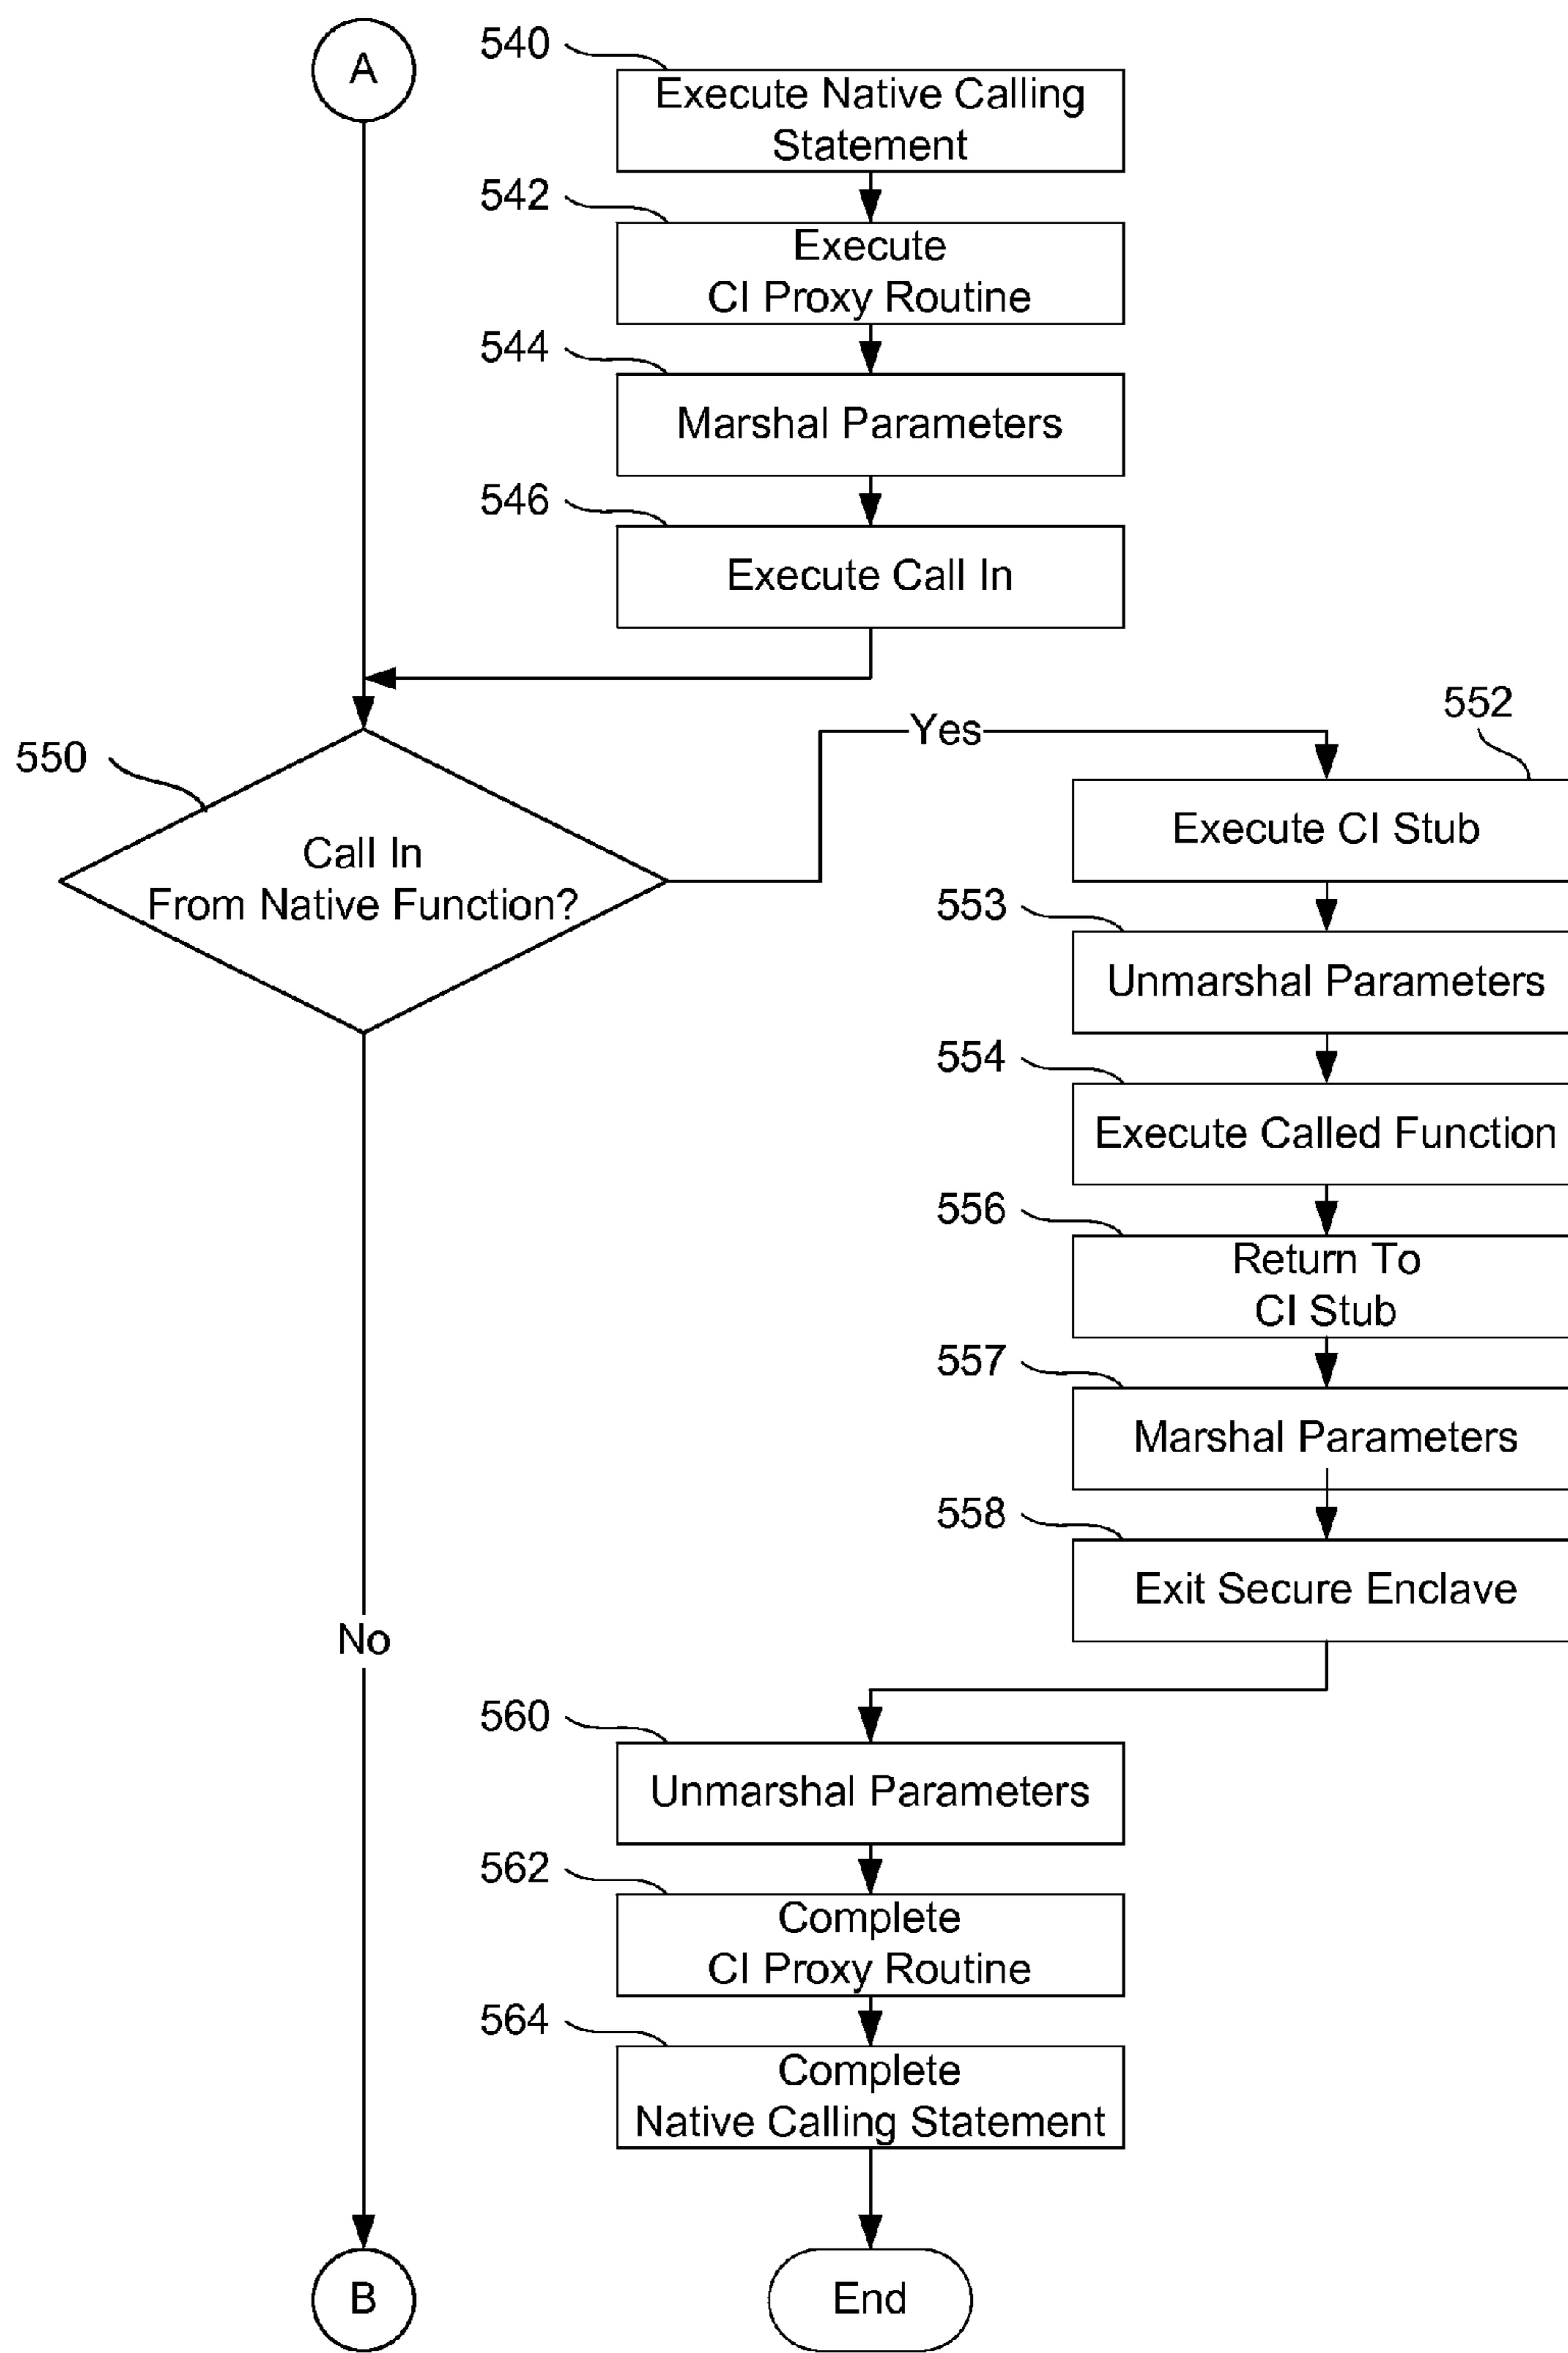 A
540
Execute Native Calling
Statement
542
Execute
CI Proxy Routine
544
Marshal Parameters
546
Execute Call In
550
Call In
From Native Function?
Yes
552
Execute CI Stub
553
Unmarshal Parameters
554
Execute Called Function
556
Return To
CI Stub
557
Marshal Parameters
558
Exit Secure Enclave
No
560
Unmarshal Parameters
562
Complete
CI Proxy Routine
564
Complete
Native Calling Statement
B
End